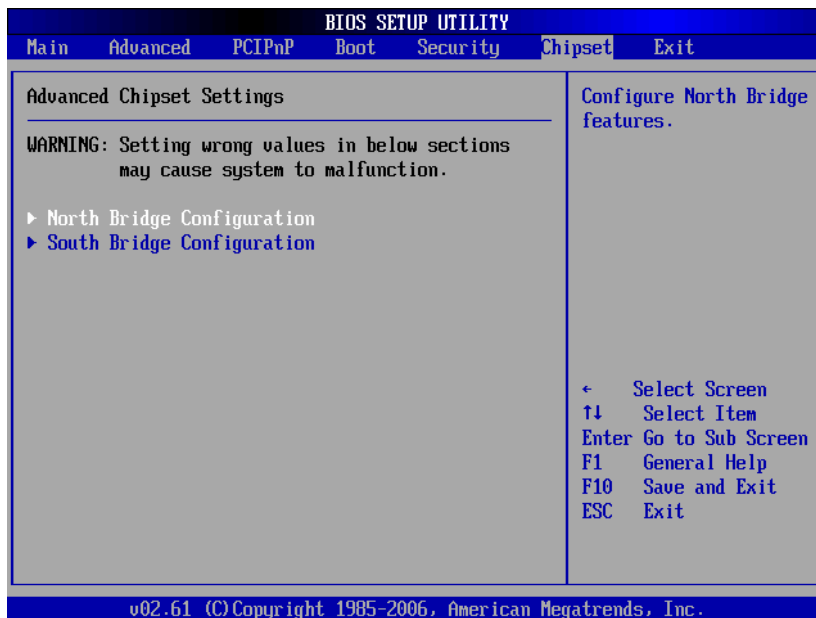 BIOS SETUP UTILITY
Main Advanced PCIPnP Boot Security Chipset Exit
Advanced Chipset Settings
WARNING: Setting wrong values in below sections
may cause system to malfunction.
▶ North Bridge Configuration
▶ South Bridge Configuration
Configure North Bridge
features.
← Select Screen
↑↓ Select Item
Enter Go to Sub Screen
F1 General Help
F10 Save and Exit
ESC Exit
v02.61 (C)Copyright 1985-2006, American Megatrends, Inc.